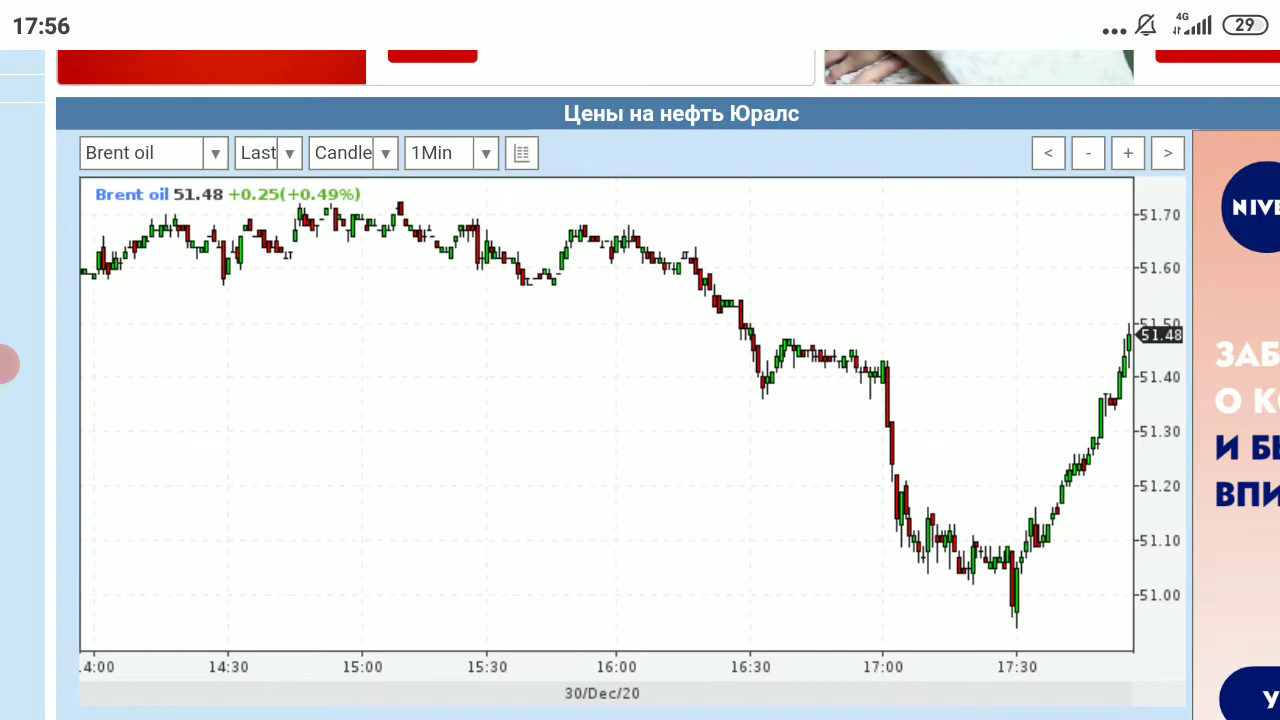 17:56
4G
29
Цены на нефть Юралс
Brent oil
Last
Candle
1Min
<
-
+
>
Brent oil 51.48 +0.25(+0.49%)
51.70
51.60
51.50
51.48
51.40
51.30
51.20
51.10
51.00
4:00 14:30 15:00 15:30 16:00 16:30 17:00 17:30
30/Dec/20
NIVE
ЗАБ
О К
И БЕ
ВПИ
У